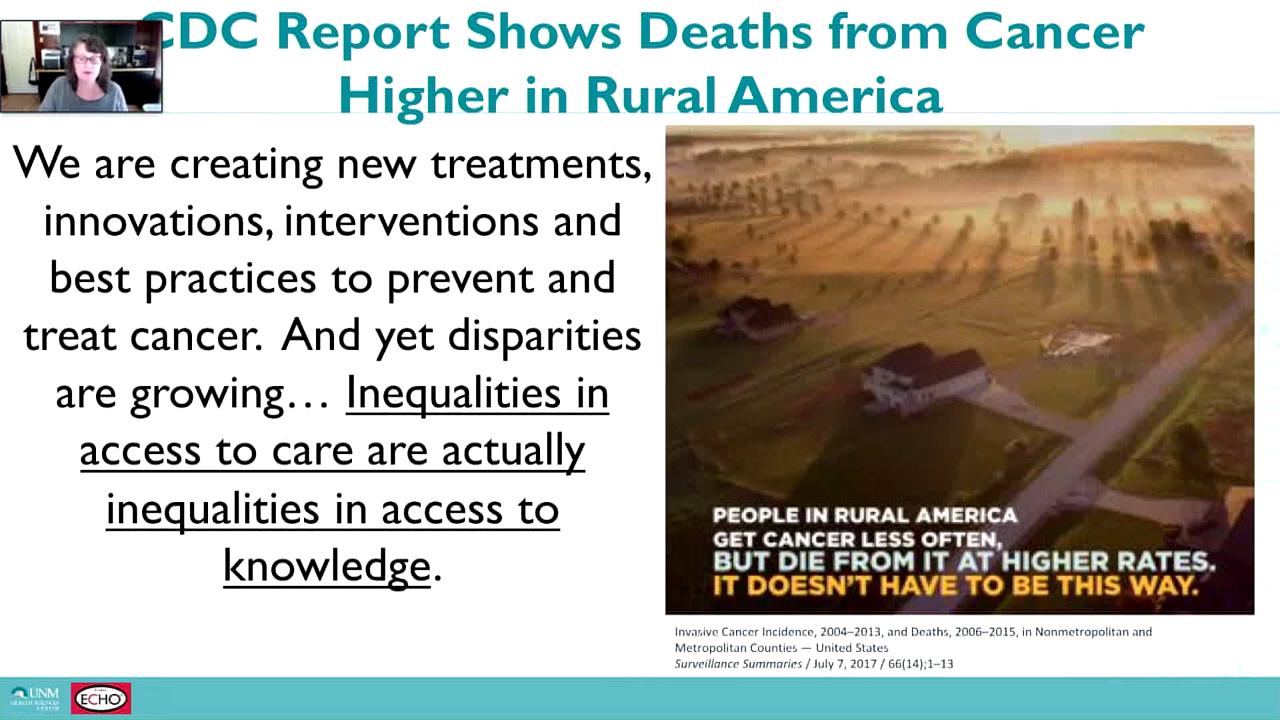 CDC Report Shows Deaths from Cancer
Higher in Rural America
We are creating new treatments,
innovations, interventions and
best practices to prevent and
treat cancer. And yet disparities
are growing… Inequalities in
access to care are actually
inequalities in access to
knowledge.
PEOPLE IN RURAL AMERICA
GET CANCER LESS OFTEN,
BUT DIE FROM IT AT HIGHER RATES.
IT DOESN'T HAVE TO BE THIS WAY.
Invasive Cancer Incidence, 2004–2013, and Deaths, 2006–2015, in Nonmetropolitan and
Metropolitan Counties — United States
Surveillance Summaries / July 7, 2017 / 66(14);1–13
UNM
ECHO